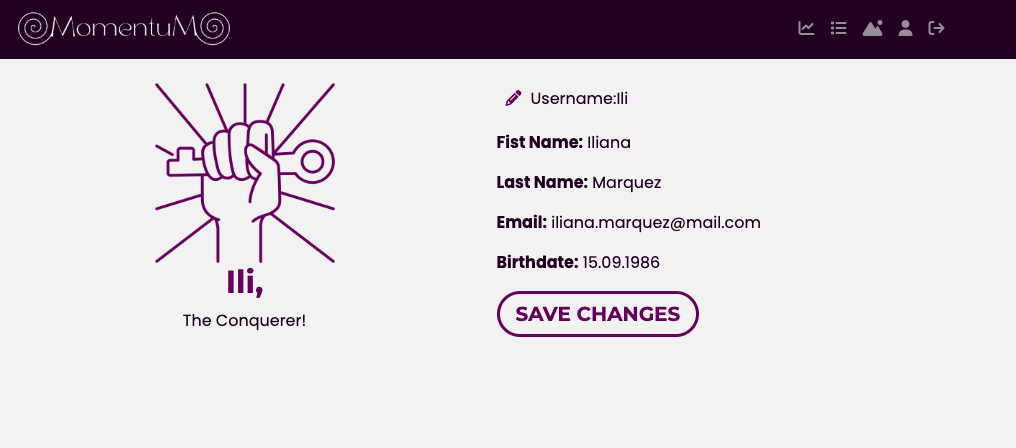 MomentuM
Username:Ili
Fist Name: Iliana
Last Name: Marquez
Email: iliana.marquez@mail.com
Birthdate: 15.09.1986
SAVE CHANGES
Ili,
The Conquerer!